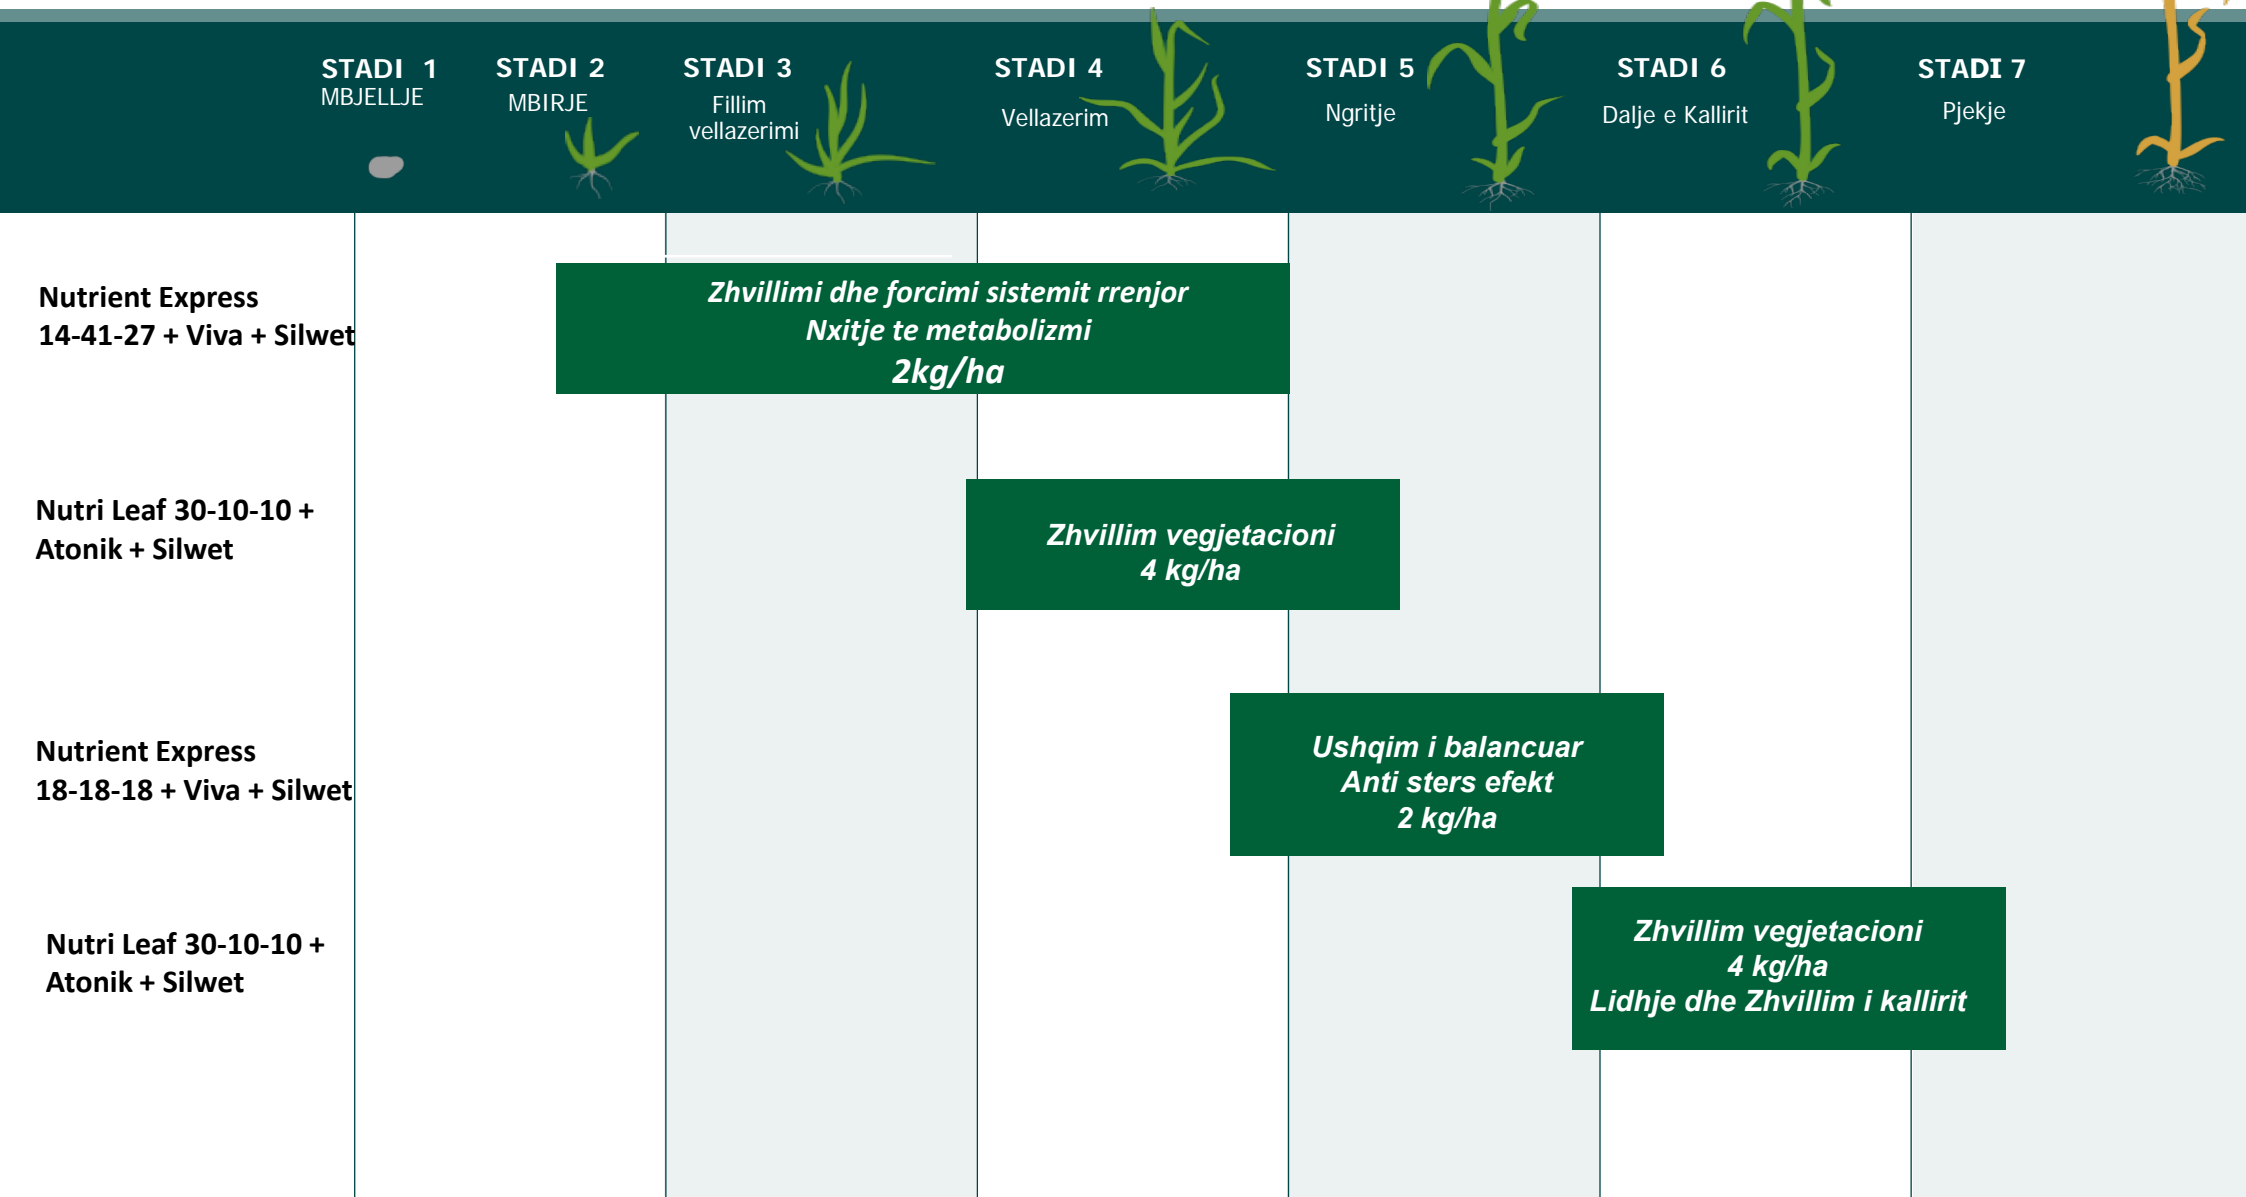 STADI 1
MBJELLJE
STADI 2
MBIRJE
STADI 3
Fillim
vellazerimi
STADI 4
Vellazerim
STADI 5
Ngritje
STADI 6
Dalje e Kallirit
STADI 7
Pjekje
Nutrient Express
14-41-27 + Viva + Silwet
Zhvillimi dhe forcimi sistemit rrenjor
Nxitje te metabolizmi
2kg/ha
Nutri Leaf 30-10-10 +
Atonik + Silwet
Zhvillim vegjetacioni
4 kg/ha
Nutrient Express
18-18-18 + Viva + Silwet
Ushqim i balancuar
Anti sters efekt
2 kg/ha
Nutri Leaf 30-10-10 +
Atonik + Silwet
Zhvillim vegjetacioni
4 kg/ha
Lidhje dhe Zhvillim i kallirit